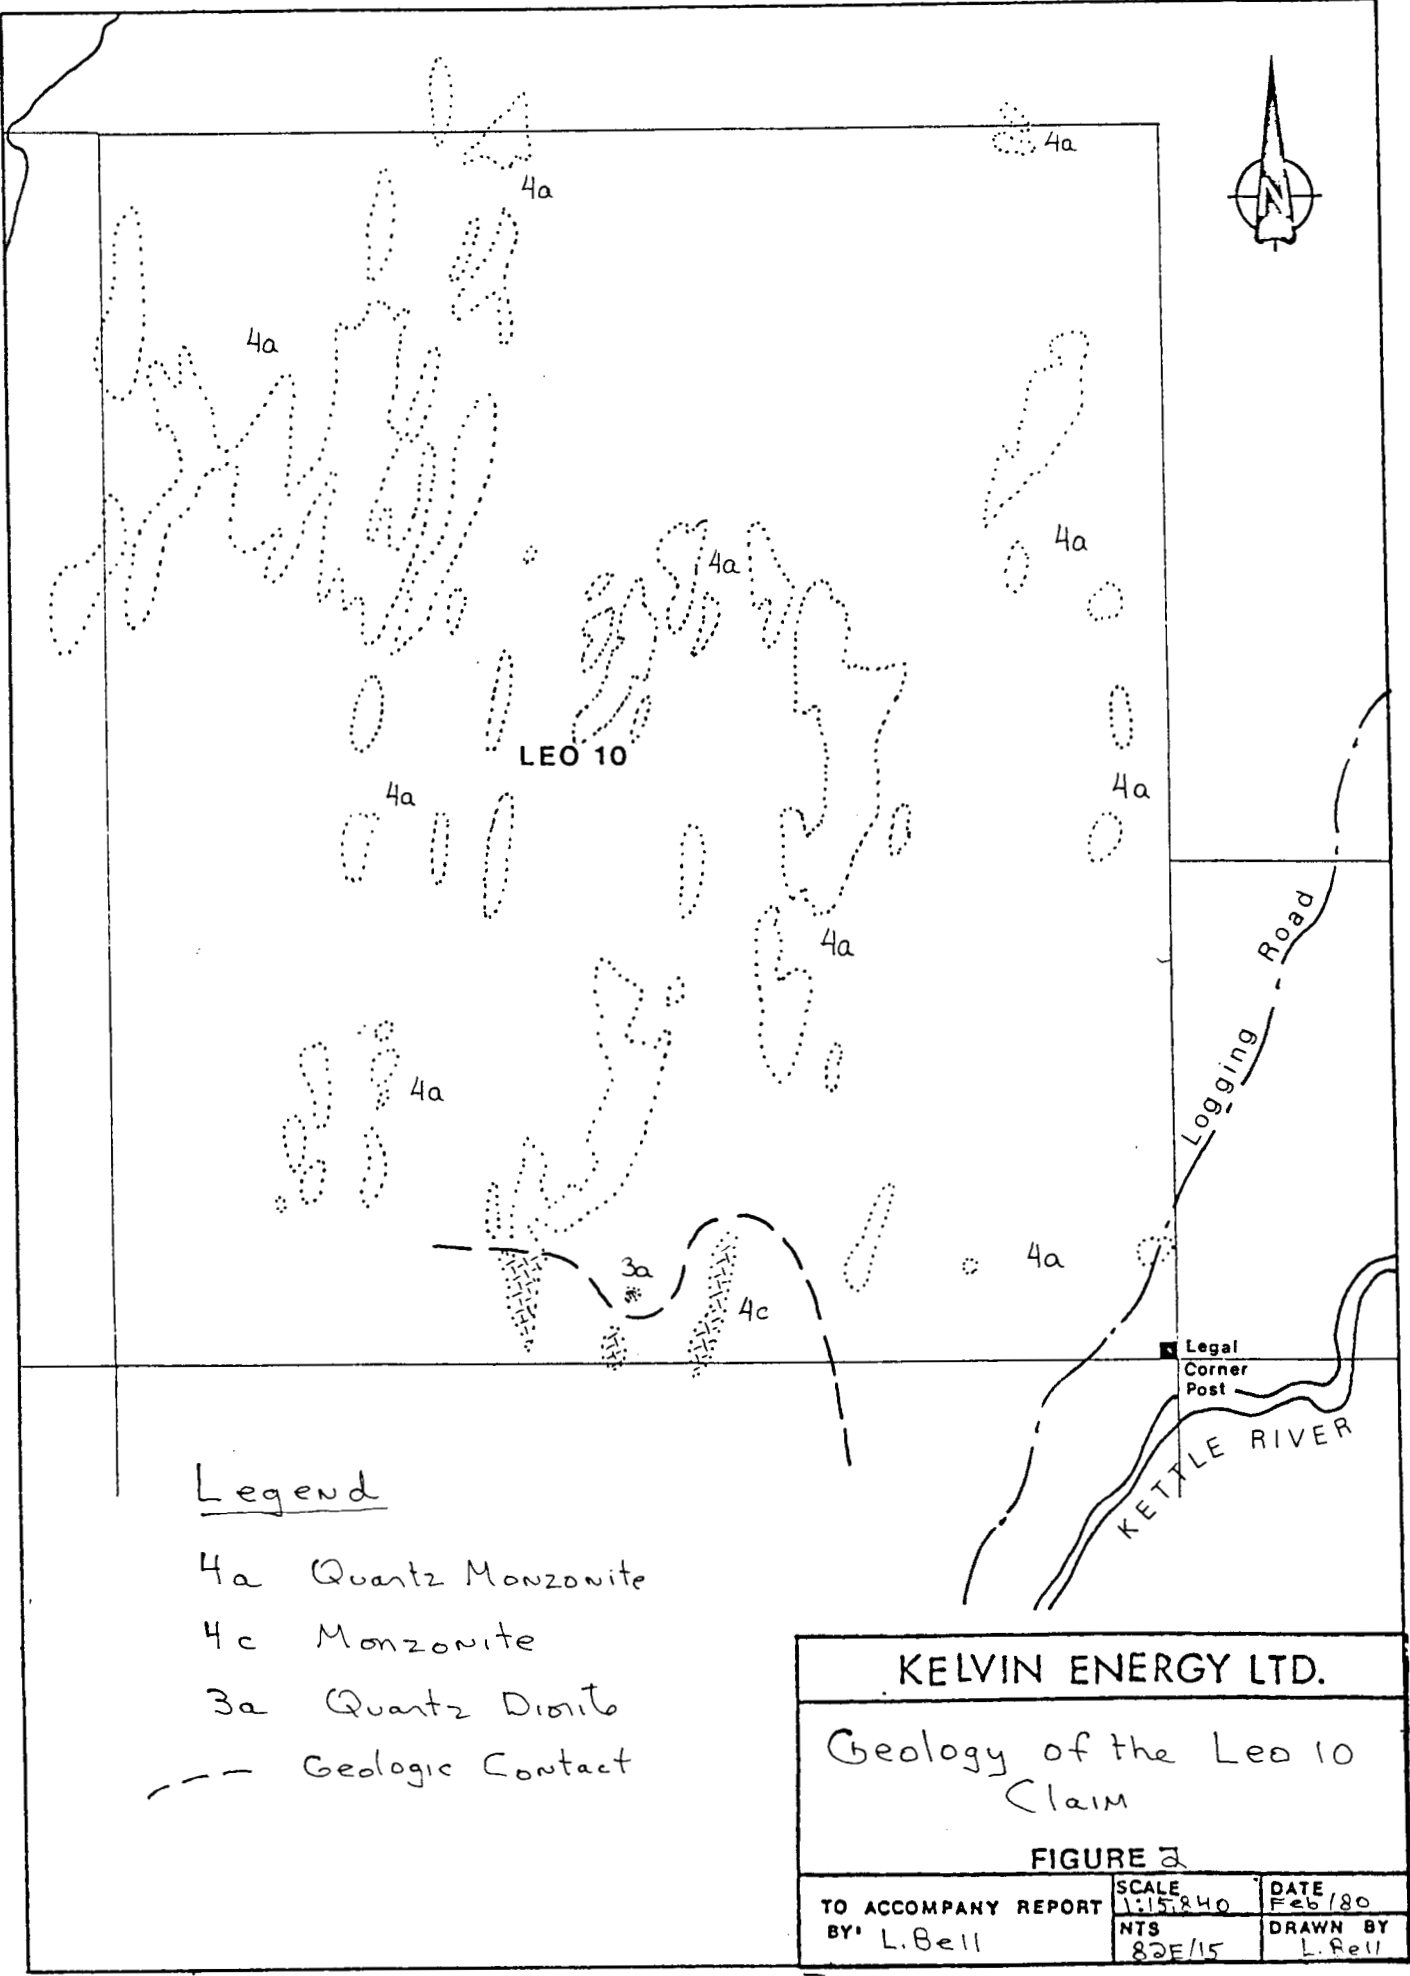 4a
4a
N
4a
4a
4a
LEO 10
4a
4a
4a
Logging Road
4a
3a
4a
4c
Legal
Corner
Post
KETTLE RIVER
Legend
4a Quartz Monzonite
4c Monzonite
3a Quartz Diorite
Geologic Contact
KELVIN ENERGY LTD.
Geology of the Leo 10
Claim
FIGURE 2
TO ACCOMPANY REPORT
BY: L. Bell
SCALE
1:15,840
DATE
Feb/80
NTS
82E/15
DRAWN BY
L. Bell